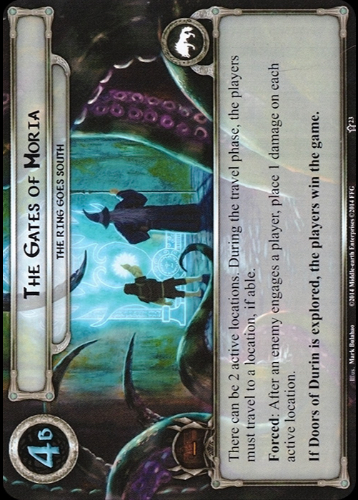 4B
THE GATES OF MORIA
THE RING GOES SOUTH
There can be 2 active locations. During the travel phase, the players
must travel to a location, if able.
Forced: After an enemy engages a player, place 1 damage on each
active location.
If Doors of Durin is explored, the players win the game.
Illus. Mark Bulahao ©2014 Middle-earth Enterprises ©2014 FFG 23